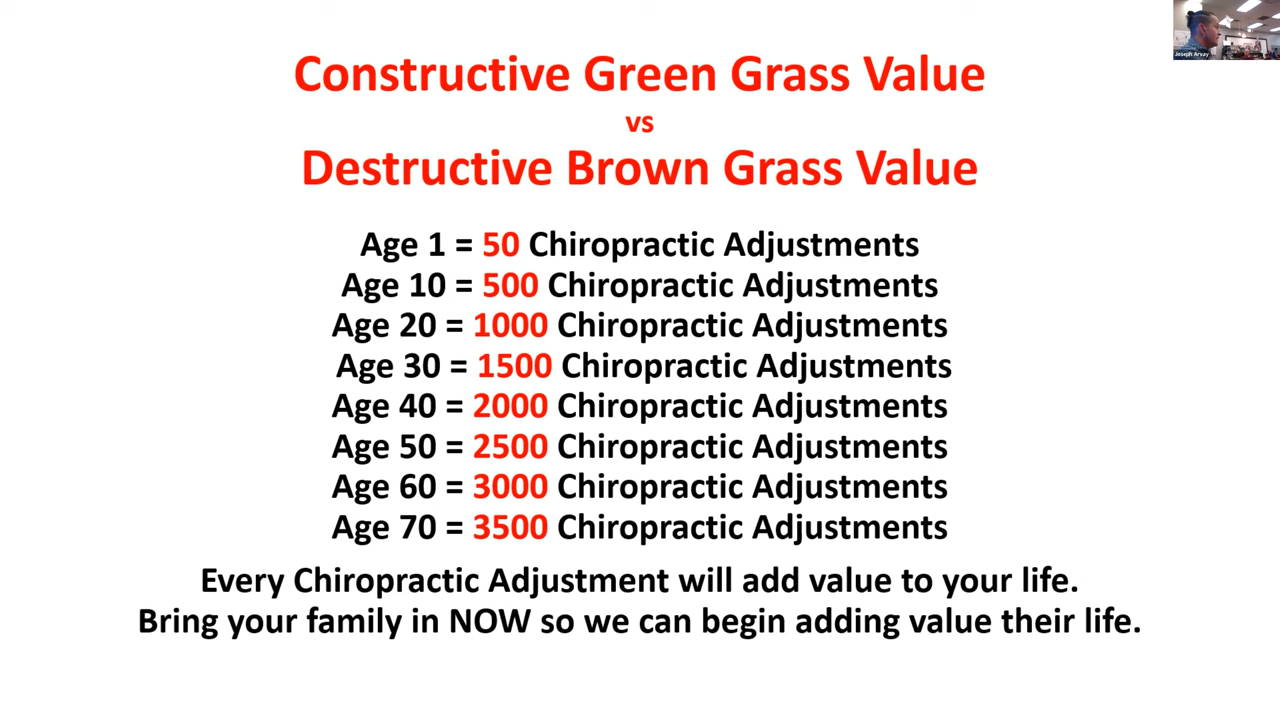 Constructive Green Grass Value
vs
Destructive Brown Grass Value
Age 1 = 50 Chiropractic Adjustments
Age 10 = 500 Chiropractic Adjustments
Age 20 = 1000 Chiropractic Adjustments
Age 30 = 1500 Chiropractic Adjustments
Age 40 = 2000 Chiropractic Adjustments
Age 50 = 2500 Chiropractic Adjustments
Age 60 = 3000 Chiropractic Adjustments
Age 70 = 3500 Chiropractic Adjustments
Every Chiropractic Adjustment will add value to your life.
Bring your family in NOW so we can begin adding value their life.
Joseph Arvay